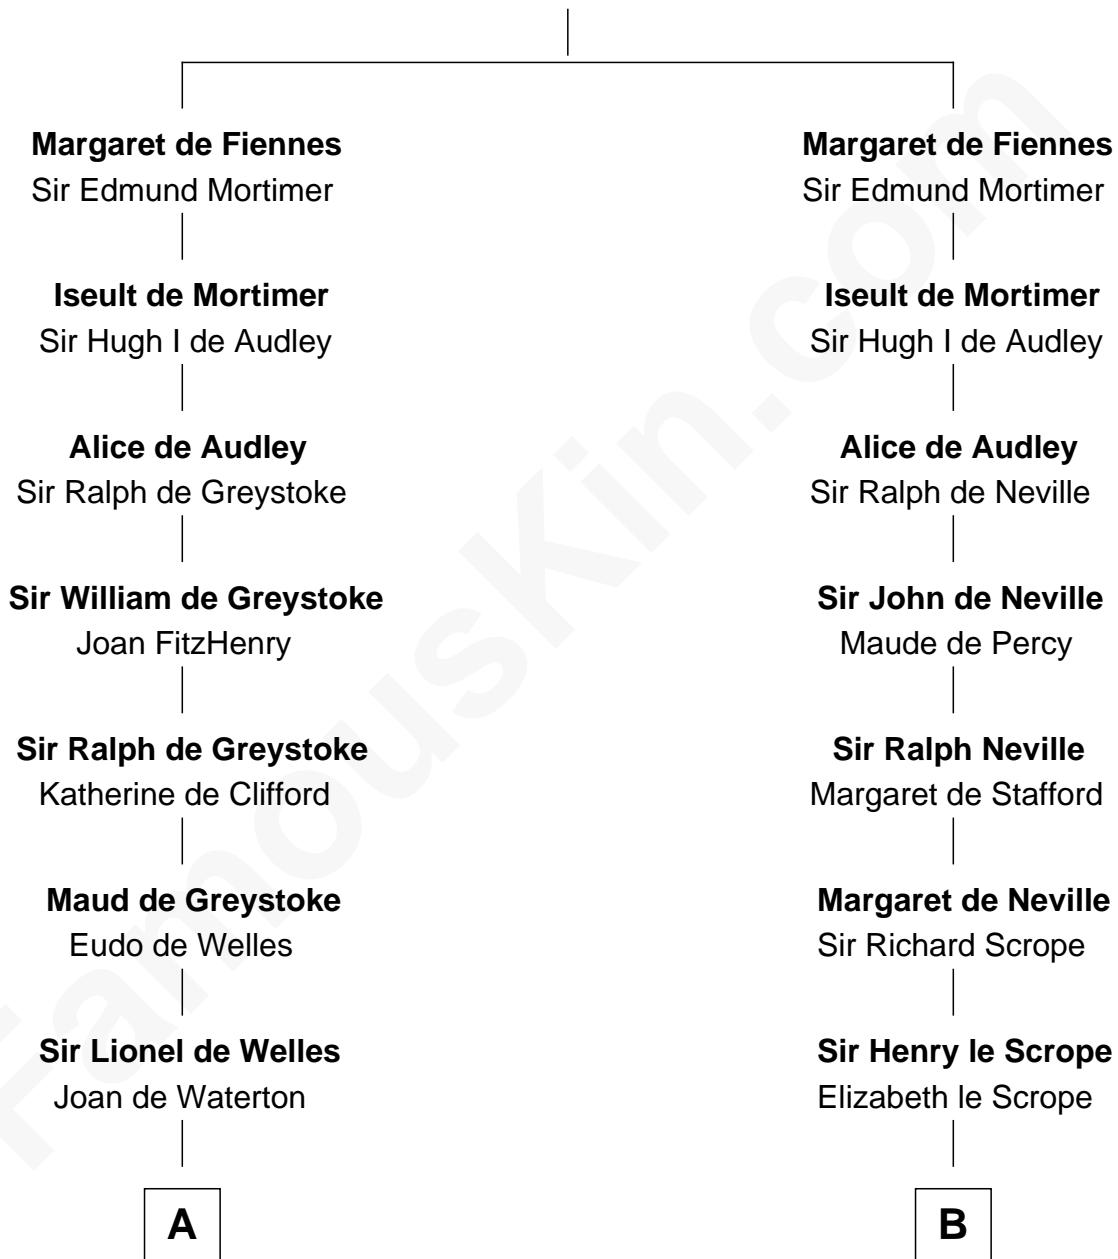 Margaret de Fiennes
Sir Edmund Mortimer
Iseult de Mortimer
Sir Hugh I de Audley
Alice de Audley
Sir Ralph de Greystoke
Sir William de Greystoke
Joan FitzHenry
Sir Ralph de Greystoke
Katherine de Clifford
Maud de Greystoke
Eudo de Welles
Sir Lionel de Welles
Joan de Waterton
A
Margaret de Fiennes
Sir Edmund Mortimer
Iseult de Mortimer
Sir Hugh I de Audley
Alice de Audley
Sir Ralph de Neville
Sir John de Neville
Maude de Percy
Sir Ralph Neville
Margaret de Stafford
Margaret de Neville
Sir Richard Scrope
Sir Henry le Scrope
Elizabeth le Scrope
B
FamousKin.com